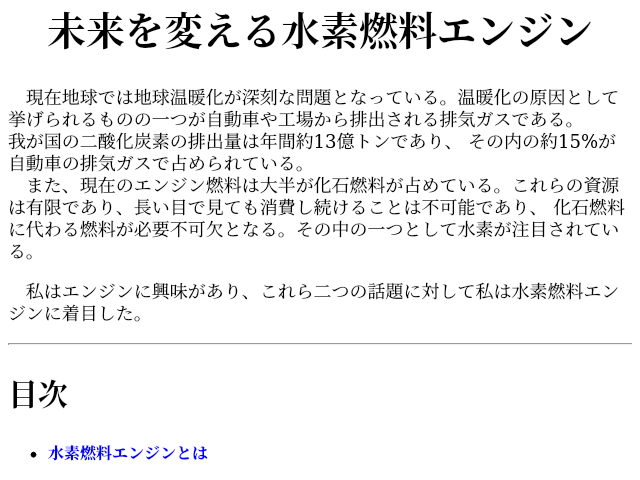 未来を変える水素燃料エンジン
　現在地球では地球温暖化が深刻な問題となっている。温暖化の原因として
挙げられるものの一つが自動車や工場から排出される排気ガスである。
我が国の二酸化炭素の排出量は年間約13億トンであり、 その内の約15%が
自動車の排気ガスで占められている。
　また、現在のエンジン燃料は大半が化石燃料が占めている。これらの資源
は有限であり、長い目で見ても消費し続けることは不可能であり、 化石燃料
に代わる燃料が必要不可欠となる。その中の一つとして水素が注目されてい
る。
　私はエンジンに興味があり、これら二つの話題に対して私は水素燃料エン
ジンに着目した。
目次
• 水素燃料エンジンとは